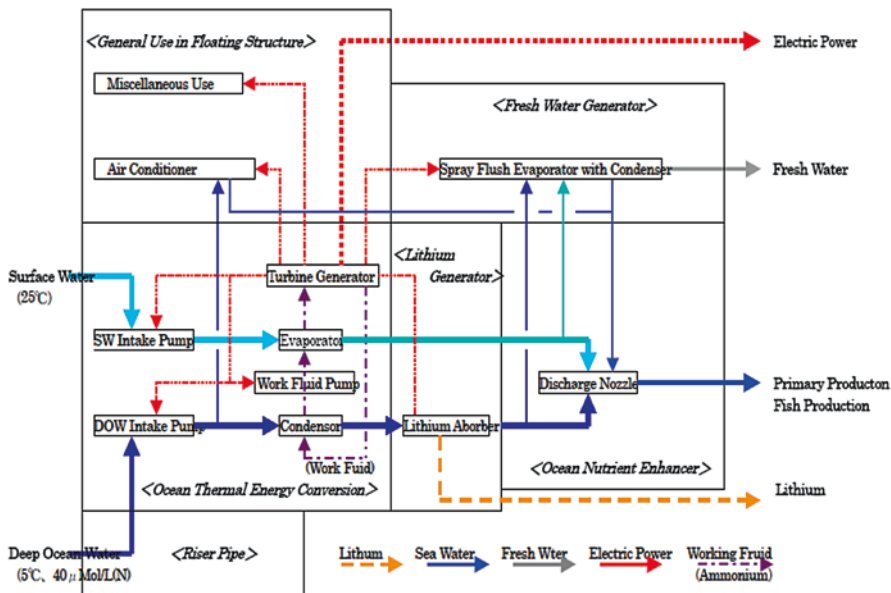 <General Use in Floating Structure>
Electric Power
Miscellaneous Use
<Fresh Water Generator>
Air Conditioner
Spray Flush Evaporator with Condenser
Fresh Water
<Lithium
Generator>
Surface Water
(25℃)
Turbine Generator
SW Intake Pump
Evaporator
Work Fluid Pump
Discharge Nozzle
Primary Producton
Fish Production
DOW Intake Pump
Condensor
Lithium Aborber
(Work Fuid)
<Ocean Nutrient Enhancer>
<Ocean Thermal Energy Conversion>
Lithium
Deep Ocean Water
(5℃、40μMol/L(N)
<Riser Pipe>
Lithum
Sea Water
Fresh Wter
Electric Power
Working Fruid
(Ammonium)